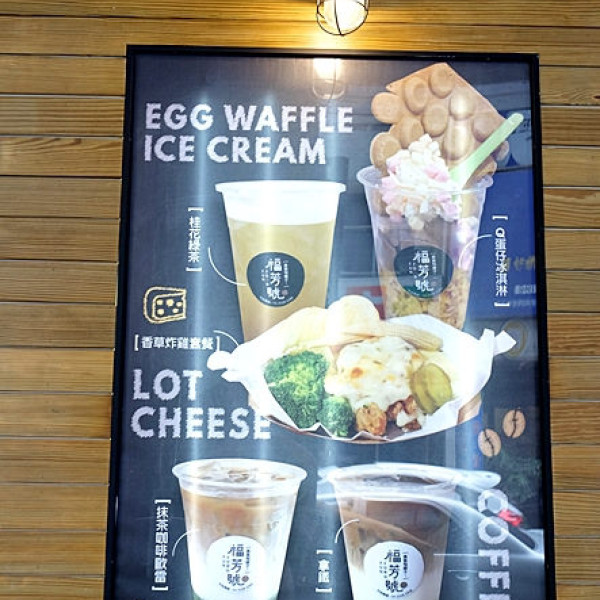 EGG WAFFLE
ICE CREAM
桂花綠茶
福芳號
Q蛋仔冰淇淋
福芳號
香草炸雞套餐
LOT
CHEESE
抹茶咖啡歐蕾
福芳號
拿鐵
福芳號
COFFE